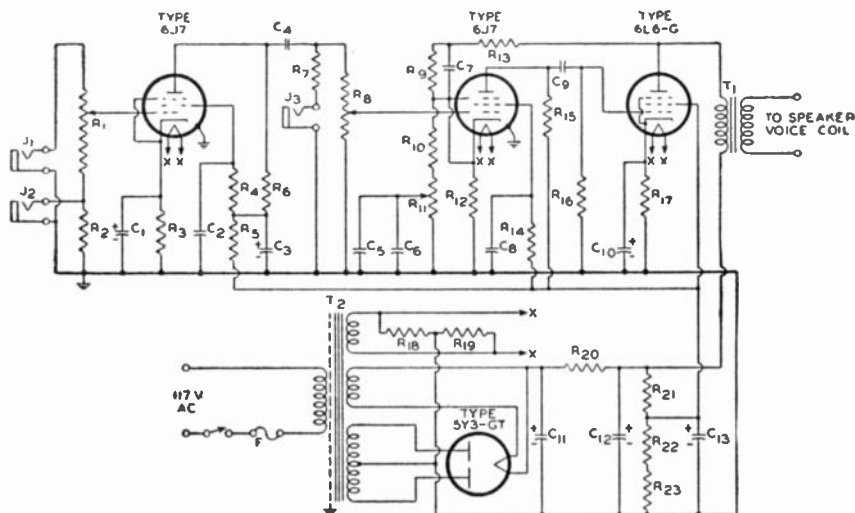 TYPE
6J7
TYPE
6J7
TYPE
6L6-G
C4
R7
J3
R8
R9
C7
R13
C9
R15
T1
TO SPEAKER
VOICE COIL
J1
J2
R1
R2
X X
C1
R3
C2
R4
R5
R6
C3
R10
R11
C5
C6
X X
R12
C8
R14
R16
X X
C10
R17
T2
X
R18
R19
X
117 V
AC
F
TYPE
5Y3-GT
R20
C11
C12
R21
R22
R23
C13